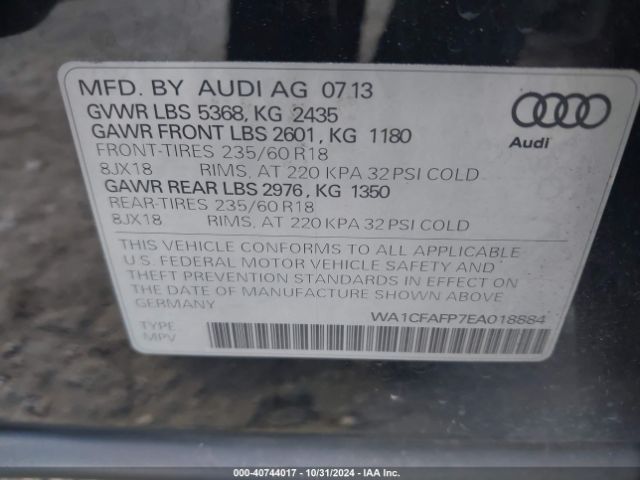 MFD. BY AUDI AG 07.13
GVWR LBS 5368, KG 2435
GAWR FRONT LBS 2601, KG 1180
FRONT-TIRES 235/60 R18
8JX18 RIMS, AT 220 KPA 32 PSI COLD
GAWR REAR LBS 2976, KG 1350
REAR-TIRES 235/60 R18
8JX18 RIMS, AT 220 KPA 32 PSI COLD
Audi
THIS VEHICLE CONFORMS TO ALL APPLICABLE
U.S. FEDERAL MOTOR VEHICLE SAFETY AND
THEFT PREVENTION STANDARDS IN EFFECT ON
THE DATE OF MANUFACTURE SHOWN ABOVE
GERMANY
WA1CFAFP7EA018884
TYPE
MPV
000-40744017 - 10/31/2024 - IAA Inc.